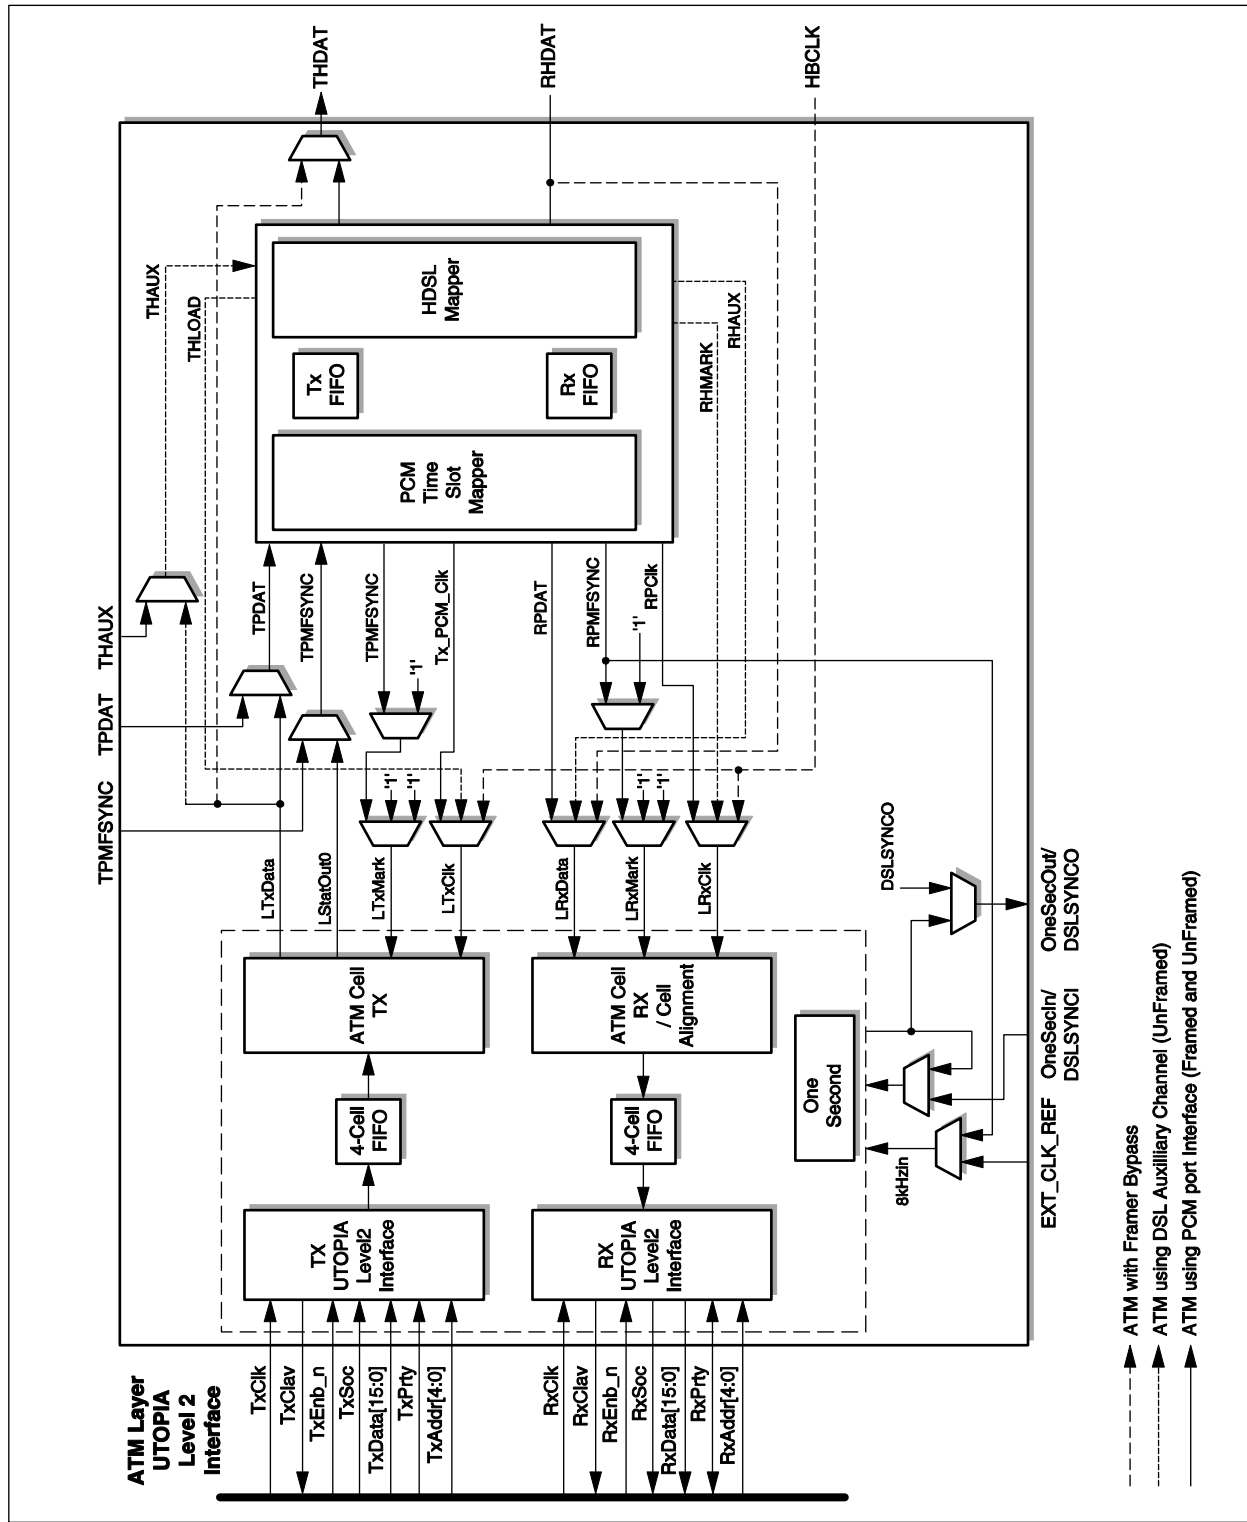 ATM Layer
UTOPIA
Level 2
Interface
TxClk
TxClav
TxEnb_n
TxSoc
TxData[15:0]
TxPrty
TxAddr[4:0]
RxClk
RxClav
RxEnb_n
RxSoc
RxData[15:0]
RxPrty
RxAddr[4:0]
TX
UTOPIA
Level2
Interface
RX
UTOPIA
Level2
Interface
4-Cell
FIFO
4-Cell
FIFO
ATM Cell
TX
ATM Cell
RX
/ Cell
Alignment
One
Second
8kHzin
EXT_CLK_REF
OneSecIn/
DSLSYNCI
OneSecOut/
DSLSYNCO
DSLSYNCO
LTxData
LStatOut0
LTxMark
LTxClk
LRxData
LRxMark
LRxClk
'1'
'1'
'1'
'1'
'1'
'1'
TPMFSYNC
TPDAT
THAUX
TPDAT
TPMFSYNC
TPMFSYNC
Tx_PCM_Clk
RPDAT
RPMFSYNC
RPClk
PCM
Time
Slot
Mapper
Tx
FIFO
Rx
FIFO
HDSL
Mapper
THAUX
THLOAD
RHMARK
RHAUX
THDAT
RHDAT
HBCLK
ATM with Framer Bypass
ATM using DSL Auxilliary Channel (UnFramed)
ATM using PCM port Interface (Framed and UnFramed)